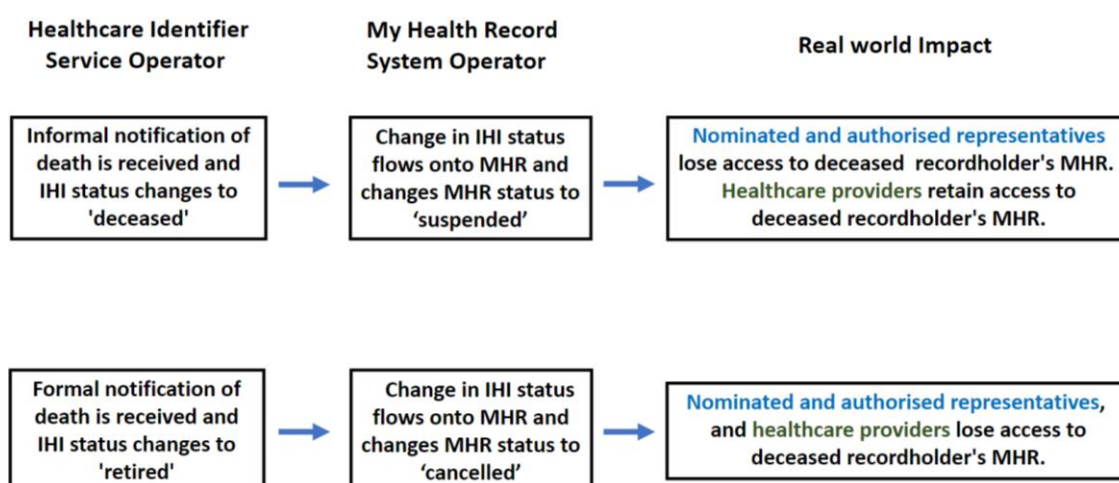 Healthcare Identifier
Service Operator
My Health Record
System Operator
Real world Impact
Informal notification of
death is received and
IHI status changes to
'deceased'
Change in IHI status
flows onto MHR and
changes MHR status to
‘suspended’
Nominated and authorised representatives
lose access to deceased recordholder's MHR.
Healthcare providers retain access to
deceased recordholder's MHR.
Formal notification of
death is received and
IHI status changes to
'retired'
Change in IHI status
flows onto MHR and
changes MHR status to
‘cancelled’
Nominated and authorised representatives,
and healthcare providers lose access to
deceased recordholder's MHR.